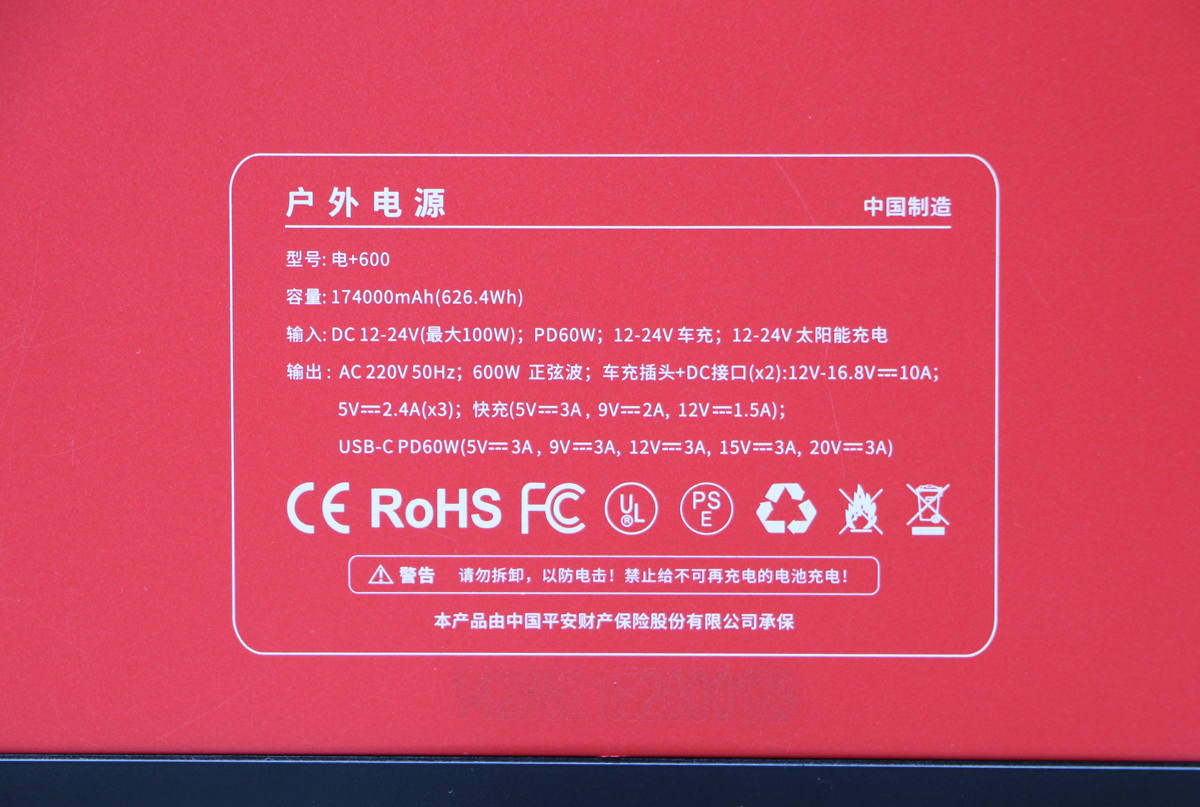 户外电源
中国制造
型号: 电+600
容量: 174000mAh(626.4Wh)
输入: DC 12-24V(最大100W)；PD60W；12-24V 车充；12-24V 太阳能充电
输出: AC 220V 50Hz；600W 正弦波；车充插头+DC接口(x2):12V-16.8V⎓10A；
5V⎓2.4A(x3)；快充(5V⎓3A , 9V⎓2A, 12V⎓1.5A)；
USB-C PD60W(5V⎓3A , 9V⎓3A, 12V⎓3A, 15V⎓3A, 20V⎓3A)
CE RoHS FC UL® PSE
警告 请勿拆卸，以防电击！禁止给不可再充电的电池充电！
本产品由中国平安财产保险股份有限公司承保